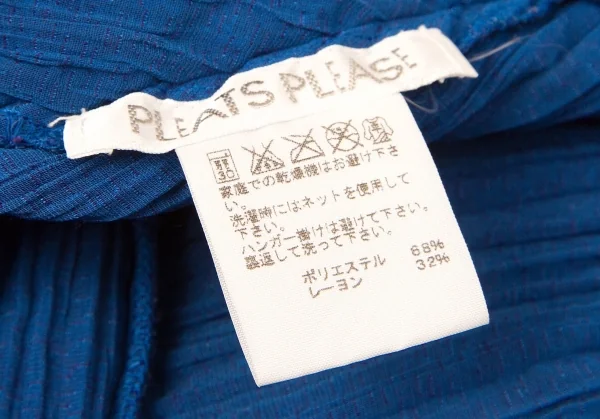 PLEATS PLEASE
弱
30
家庭での乾燥機はお避け下さ
い。
洗濯時にはネットを使用して
下さい。
ハンガー掛けは避けて下さい。
裏返して洗って下さい。
ポリエステル 68%
レーヨン 32%